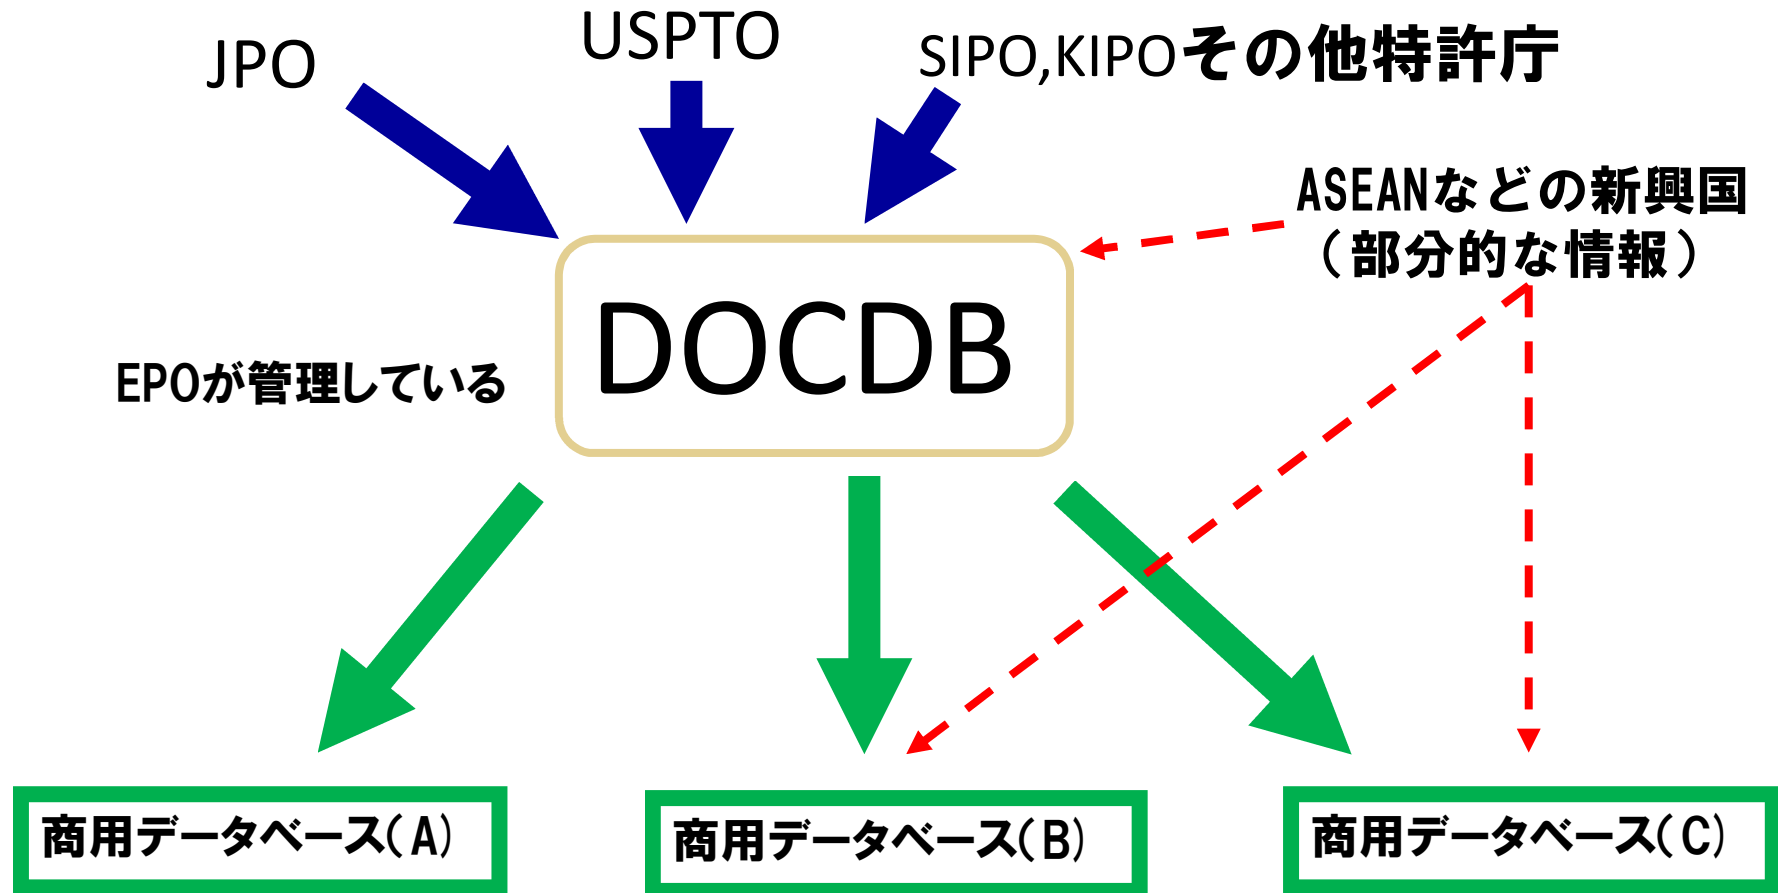 JPO
USPTO
SIPO,KIPOその他特許庁
ASEANなどの新興国
（部分的な情報）
DOCDB
EPOが管理している
商用データベース(A)
商用データベース(B)
商用データベース(C)